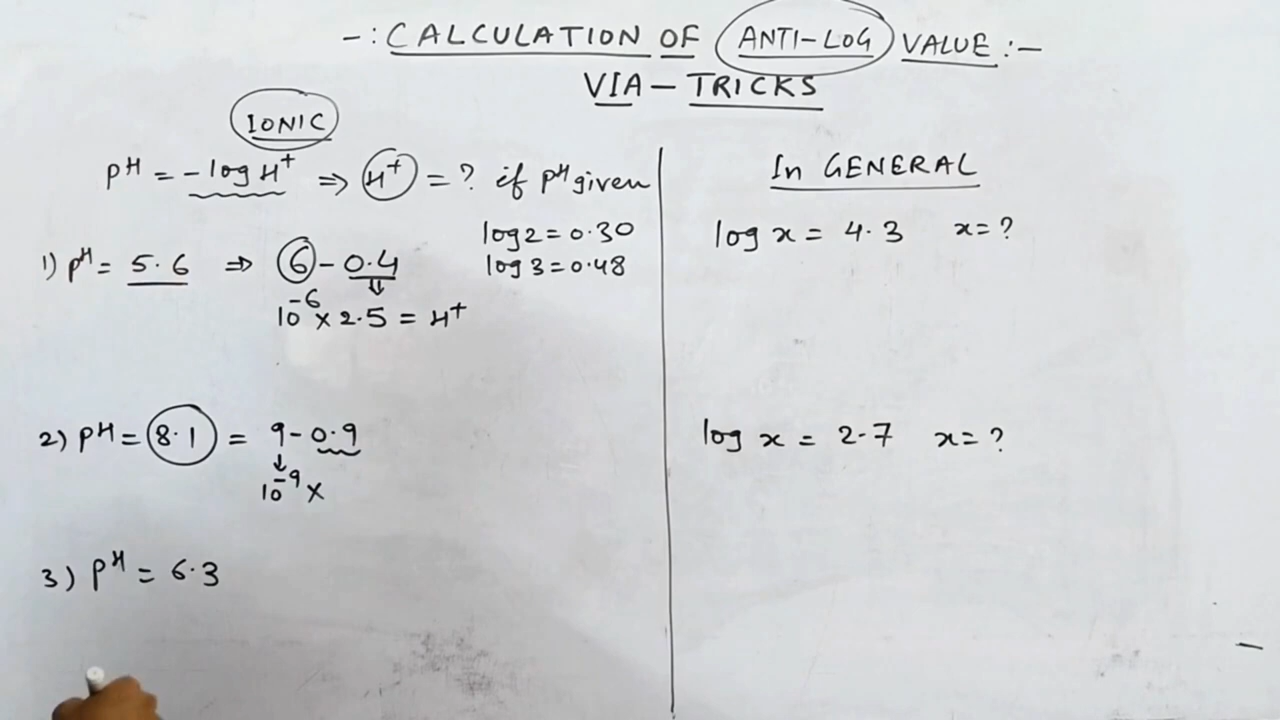 -: CALCULATION OF ANTI-LOG VALUE :-
VIA - TRICKS
IONIC
pH = - log H+ ⇒ H+ = ? if pH given
log 2 = 0.30
log 3 = 0.48
1) pH = 5.6 ⇒ 6 - 0.4
⇓
10^-6 × 2.5 = H+
2) pH = 8.1 = 9 - 0.9
↓
10^-9 ×
3) pH = 6.3
In GENERAL
log x = 4.3 x = ?
log x = 2.7 x = ?